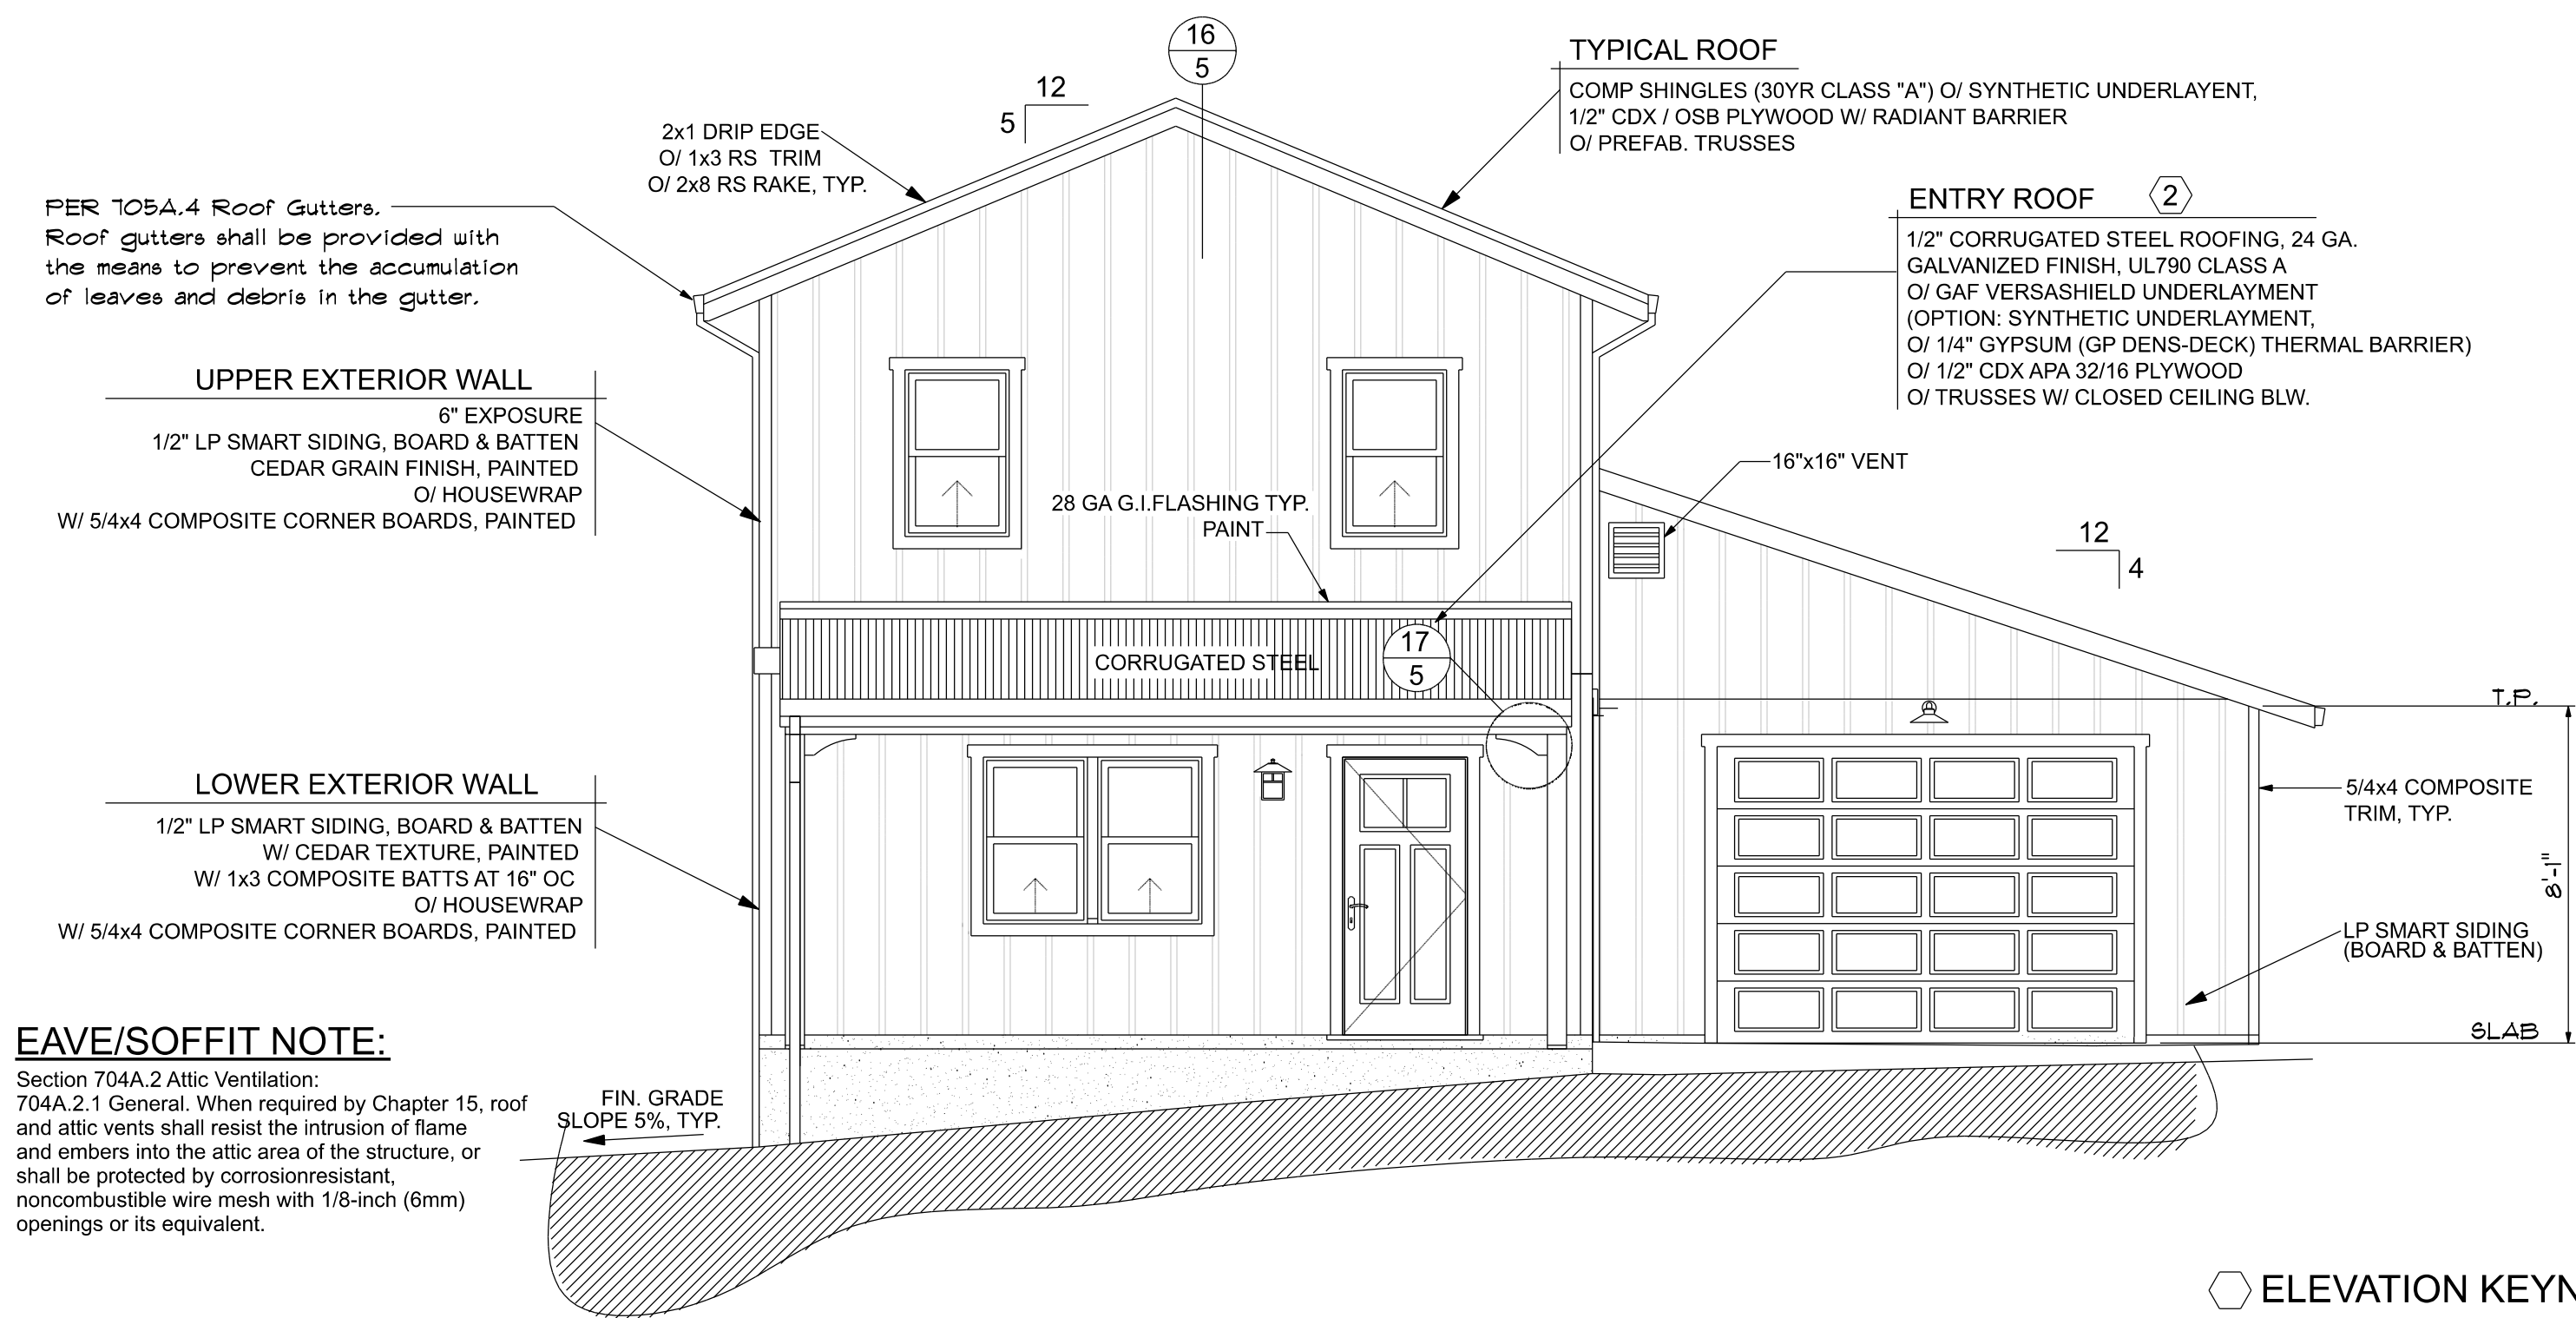 16
5
12
5
TYPICAL ROOF
COMP SHINGLES (30YR CLASS "A") O/ SYNTHETIC UNDERLAYENT,
1/2" CDX / OSB PLYWOOD W/ RADIANT BARRIER
O/ PREFAB. TRUSSES
2x1 DRIP EDGE
O/ 1x3 RS TRIM
O/ 2x8 RS RAKE, TYP.
PER 705A.4 Roof Gutters.
Roof gutters shall be provided with
the means to prevent the accumulation
of leaves and debris in the gutter.
ENTRY ROOF 2
1/2" CORRUGATED STEEL ROOFING, 24 GA.
GALVANIZED FINISH, UL790 CLASS A
O/ GAF VERSASHIELD UNDERLAYMENT
(OPTION: SYNTHETIC UNDERLAYMENT,
O/ 1/4" GYPSUM (GP DENS-DECK) THERMAL BARRIER)
O/ 1/2" CDX APA 32/16 PLYWOOD
O/ TRUSSES W/ CLOSED CEILING BLW.
UPPER EXTERIOR WALL
6" EXPOSURE
1/2" LP SMART SIDING, BOARD & BATTEN
CEDAR GRAIN FINISH, PAINTED
O/ HOUSEWRAP
W/ 5/4x4 COMPOSITE CORNER BOARDS, PAINTED
16"x16" VENT
28 GA G.I.FLASHING TYP.
PAINT
12
4
CORRUGATED STEEL
17
5
T.P.
LOWER EXTERIOR WALL
1/2" LP SMART SIDING, BOARD & BATTEN
W/ CEDAR TEXTURE, PAINTED
W/ 1x3 COMPOSITE BATTS AT 16" OC
O/ HOUSEWRAP
W/ 5/4x4 COMPOSITE CORNER BOARDS, PAINTED
5/4x4 COMPOSITE
TRIM, TYP.
8'-1"
LP SMART SIDING
(BOARD & BATTEN)
SLAB
EAVE/SOFFIT NOTE:
Section 704A.2 Attic Ventilation:
704A.2.1 General. When required by Chapter 15, roof
and attic vents shall resist the intrusion of flame
and embers into the attic area of the structure, or
shall be protected by corrosionresistant,
noncombustible wire mesh with 1/8-inch (6mm)
openings or its equivalent.
FIN. GRADE
SLOPE 5%, TYP.
ELEVATION KEYN